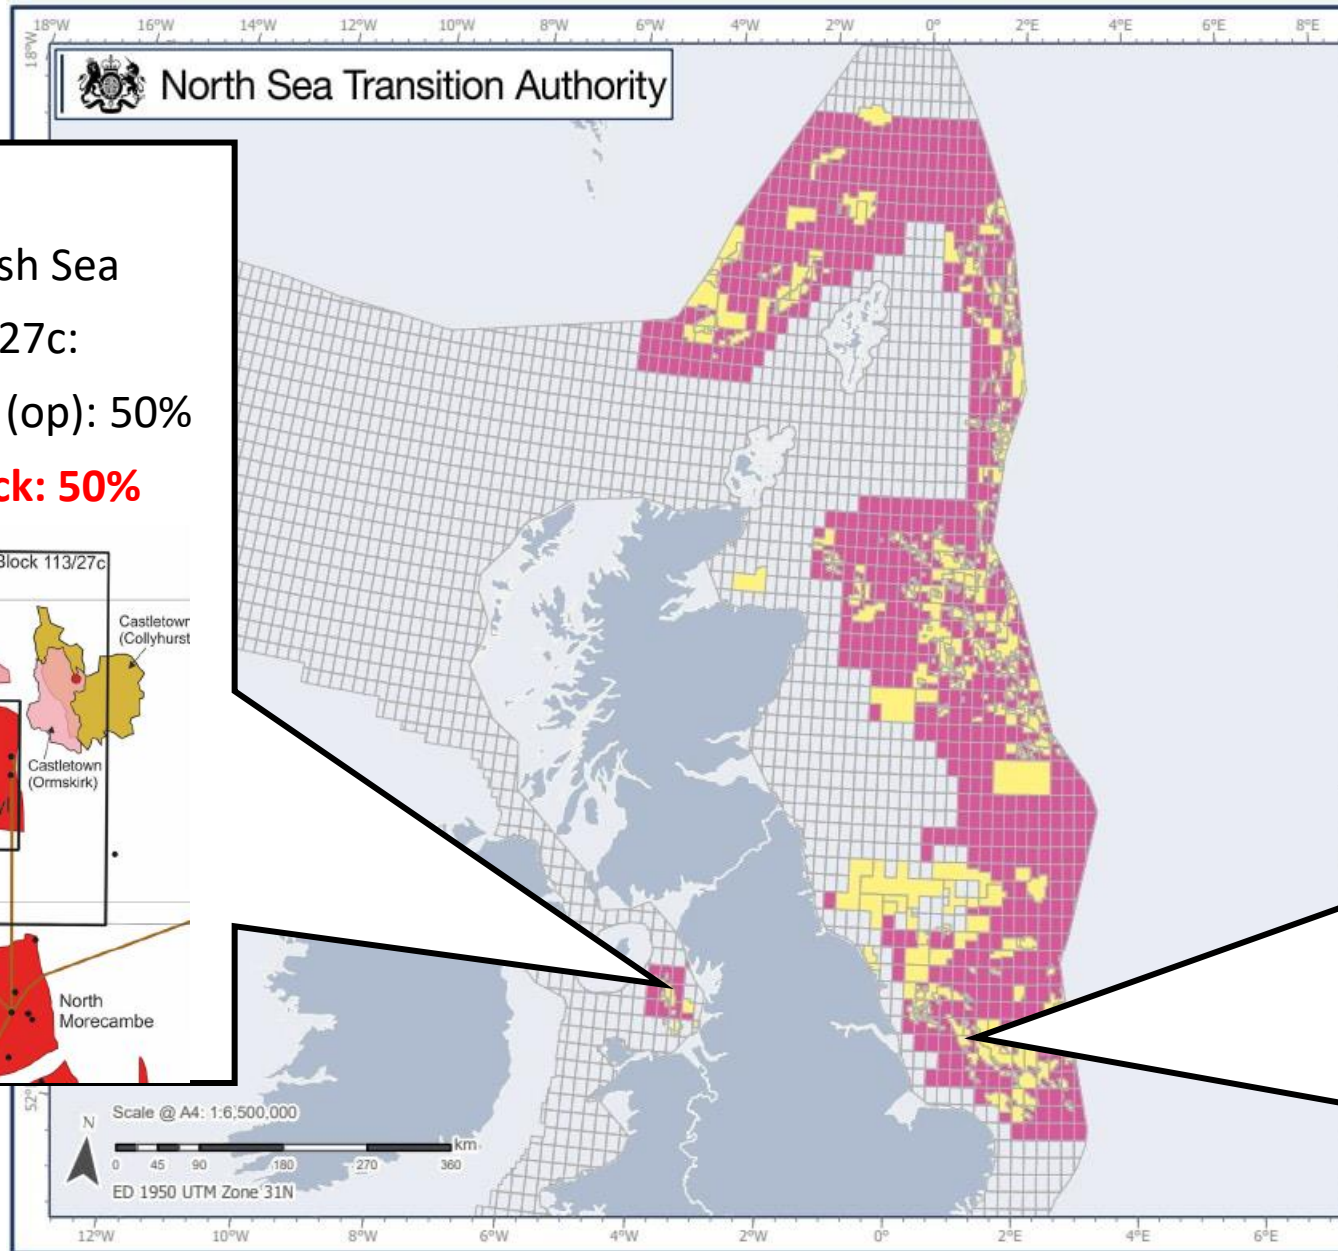 18°W 16°W 14°W 12°W 10°W 8°W 6°W 4°W 2°W 0° 2°E 4°E 6°E 8°E
18°W
North Sea Transition Authority
sh Sea
27c:
(op): 50%
ck: 50%
Block 113/27c
Castletown
(Collyhurst
Castletown
(Ormskirk)
yl
North
Morecambe
52°
N
Scale @ A4: 1:6,500,000
km
0 45 90 180 270 360
ED 1950 UTM Zone 31N
12°W 10°W 8°W 6°W 4°W 2°W 0° 2°E 4°E 6°E